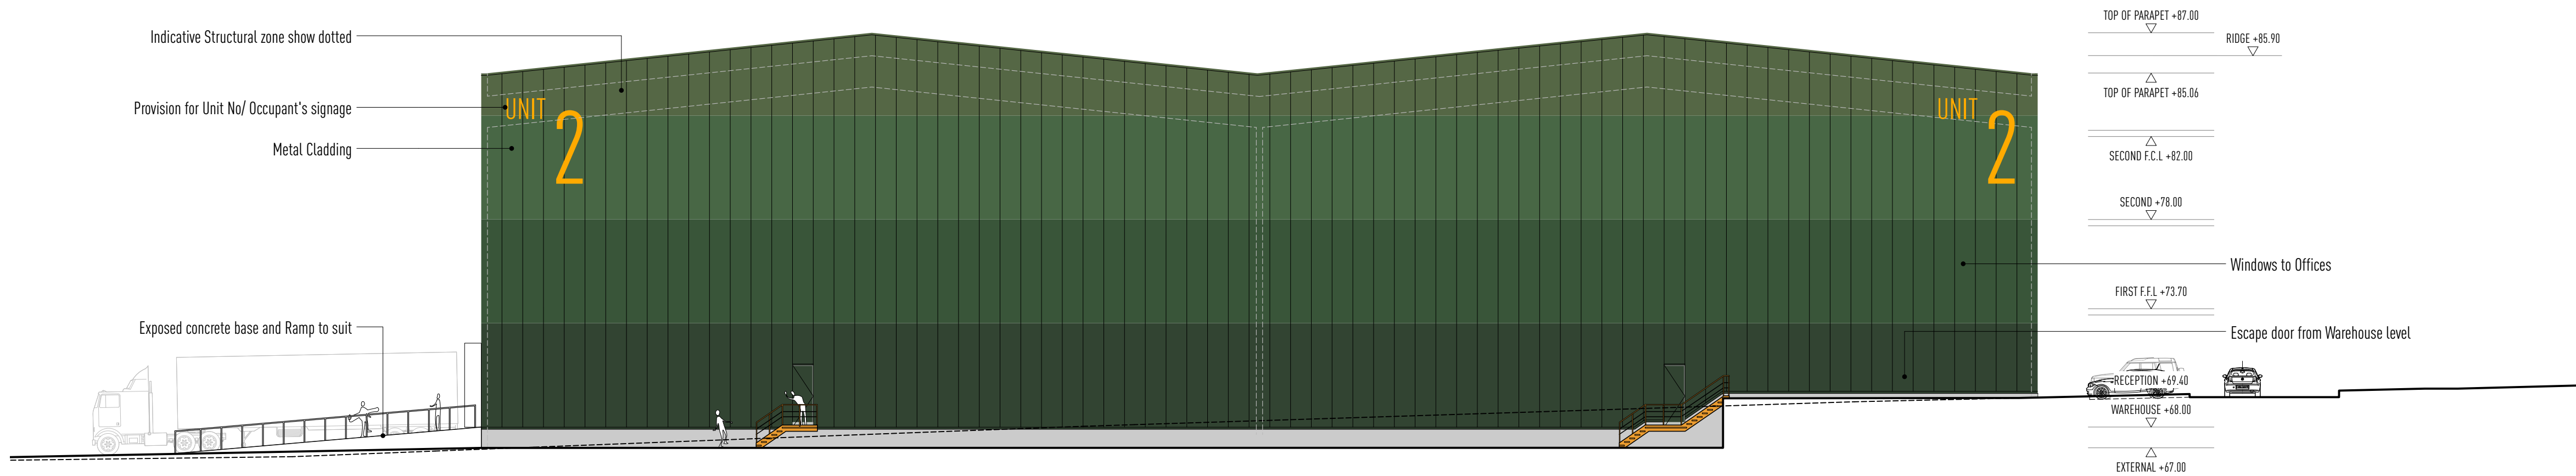 Indicative Structural zone show dotted
Provision for Unit No/ Occupant's signage
Metal Cladding
Exposed concrete base and Ramp to suit
UNIT
2
UNIT
2
TOP OF PARAPET +87.00
RIDGE +85.90
TOP OF PARAPET +85.06
SECOND F.C.L +82.00
SECOND +78.00
Windows to Offices
FIRST F.F.L +73.70
Escape door from Warehouse level
RECEPTION +69.40
WAREHOUSE +68.00
EXTERNAL +67.00